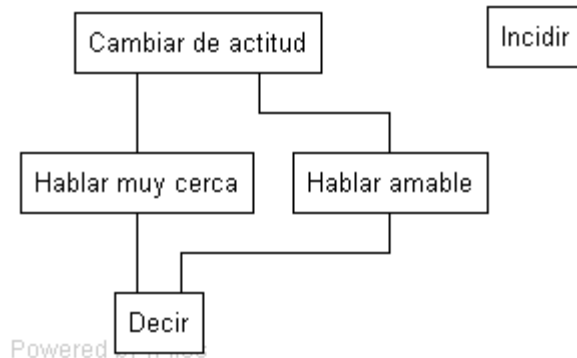 Cambiar de actitud
Incidir
Hablar muy cerca
Hablar amable
Decir
Powered